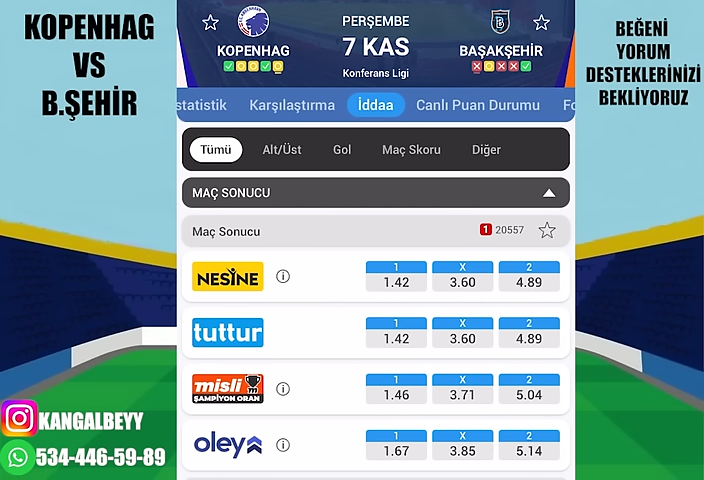 KOPENHAG
VS
B.ŞEHİR
PERŞEMBE
7 KAS
Konferans Ligi
KOPENHAG
BAŞAKŞEHİR
BEĞENİ
YORUM
DESTEKLERİNİZİ
BEKLİYORUZ
statistik Karşılaştırma İddaa Canlı Puan Durumu Fo
Tümü Alt/Üst Gol Maç Skoru Diğer
MAÇ SONUCU
Maç Sonucu 1 20557
NESİNE 1 X 2
1.42 3.60 4.89
tuttur 1 X 2
1.42 3.60 4.89
misli 1 X 2
ŞAMPİYON ORAN 1.46 3.71 5.04
oley 1 X 2
1.67 3.85 5.14
KANGALBEYY
534-446-59-89